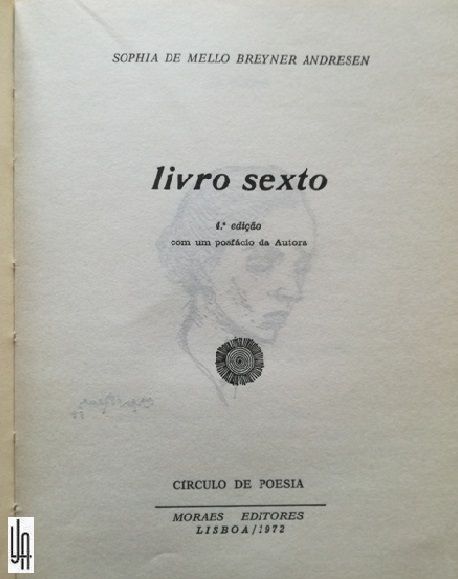 SOPHIA DE MELLO BREYNER ANDRESEN
livro sexto
4.ª edição
com um posfácio da Autora
CÍRCULO DE POESIA
MORAES EDITORES
LISBOA/1972